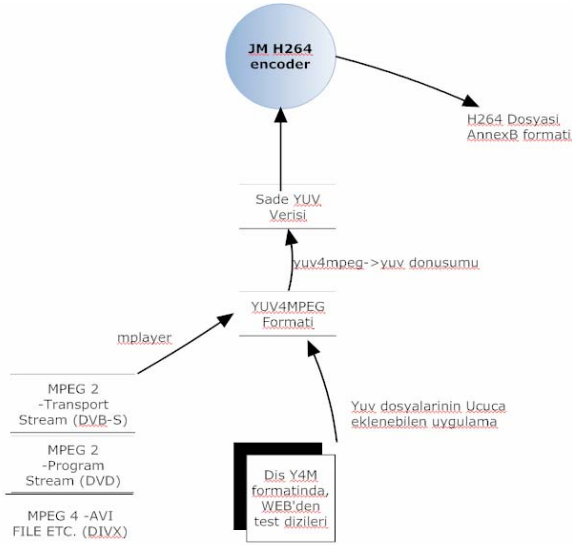 JM H264
encoder
H264 Dosyasi
AnnexB formati
Sade YUV
Verisi
yuv4mpeg->yuv donusumu
YUV4MPEG
Formati
mplayer
MPEG 2
-Transport
Stream (DVB-S)
MPEG 2
-Program
Stream (DVD)
MPEG 4 -AVI
FILE ETC. (DIVX)
Yuv dosyalarinin Ucuca
eklenebilen uygulama
Dis Y4M
formatinda,
WEB'den
test dizileri